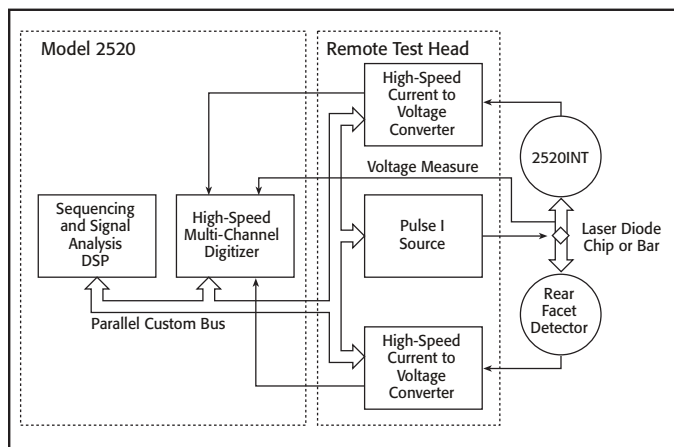 Model 2520
Remote Test Head
High-Speed
Current to
Voltage
Converter
2520INT
Voltage Measure
Sequencing
and Signal
Analysis
DSP
High-Speed
Multi-Channel
Digitizer
Pulse I
Source
Laser Diode
Chip or Bar
Parallel Custom Bus
Rear
Facet
Detector
High-Speed
Current to
Voltage
Converter